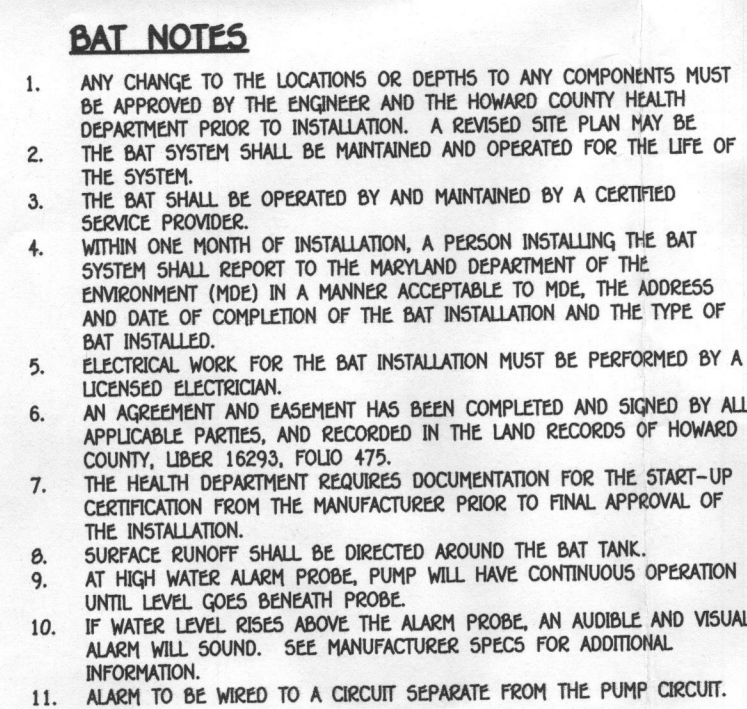 BAT NOTES
1. ANY CHANGE TO THE LOCATIONS OR DEPTHS TO ANY COMPONENTS MUST
BE APPROVED BY THE ENGINEER AND THE HOWARD COUNTY HEALTH
DEPARTMENT PRIOR TO INSTALLATION. A REVISED SITE PLAN MAY BE
2. THE BAT SYSTEM SHALL BE MAINTAINED AND OPERATED FOR THE LIFE OF
THE SYSTEM.
3. THE BAT SHALL BE OPERATED BY AND MAINTAINED BY A CERTIFIED
SERVICE PROVIDER.
4. WITHIN ONE MONTH OF INSTALLATION, A PERSON INSTALLING THE BAT
SYSTEM SHALL REPORT TO THE MARYLAND DEPARTMENT OF THE
ENVIRONMENT (MDE) IN A MANNER ACCEPTABLE TO MDE, THE ADDRESS
AND DATE OF COMPLETION OF THE BAT INSTALLATION AND THE TYPE OF
BAT INSTALLED.
5. ELECTRICAL WORK FOR THE BAT INSTALLATION MUST BE PERFORMED BY A
LICENSED ELECTRICIAN.
6. AN AGREEMENT AND EASEMENT HAS BEEN COMPLETED AND SIGNED BY ALL
APPLICABLE PARTIES, AND RECORDED IN THE LAND RECORDS OF HOWARD
COUNTY, LIBER 16293, FOLIO 475.
7. THE HEALTH DEPARTMENT REQUIRES DOCUMENTATION FOR THE START-UP
CERTIFICATION FROM THE MANUFACTURER PRIOR TO FINAL APPROVAL OF
THE INSTALLATION.
8. SURFACE RUNOFF SHALL BE DIRECTED AROUND THE BAT TANK.
9. AT HIGH WATER ALARM PROBE, PUMP WILL HAVE CONTINUOUS OPERATION
UNTIL LEVEL GOES BENEATH PROBE.
10. IF WATER LEVEL RISES ABOVE THE ALARM PROBE, AN AUDIBLE AND VISUAL
ALARM WILL SOUND. SEE MANUFACTURER SPECS FOR ADDITIONAL
INFORMATION.
11. ALARM TO BE WIRED TO A CIRCUIT SEPARATE FROM THE PUMP CIRCUIT.